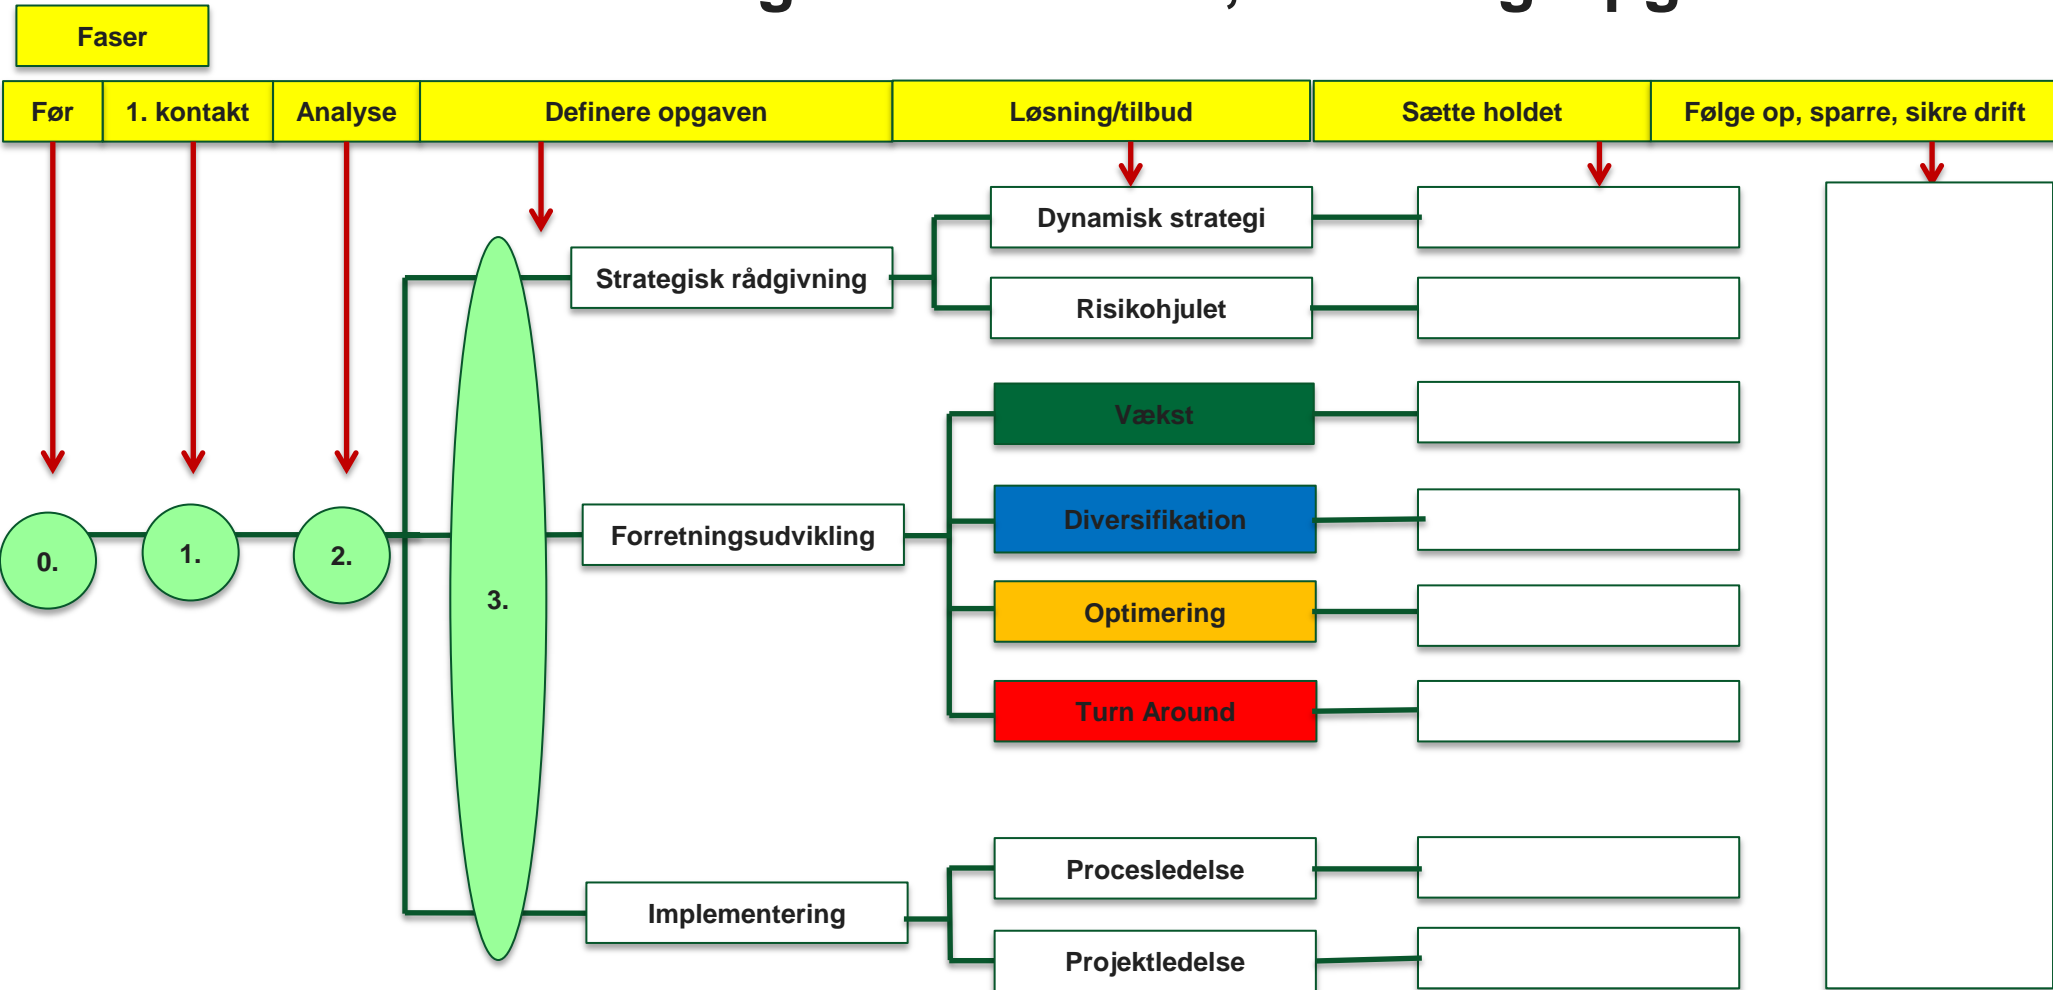 Faser
Før
1. kontakt
Analyse
Definere opgaven
Løsning/tilbud
Sætte holdet
Følge op, sparre, sikre drift
Dynamisk strategi
Strategisk rådgivning
Risikohjulet
Vækst
Diversifikation
Forretningsudvikling
0.
1.
2.
3.
Optimering
Turn Around
Procesledelse
Implementering
Projektledelse